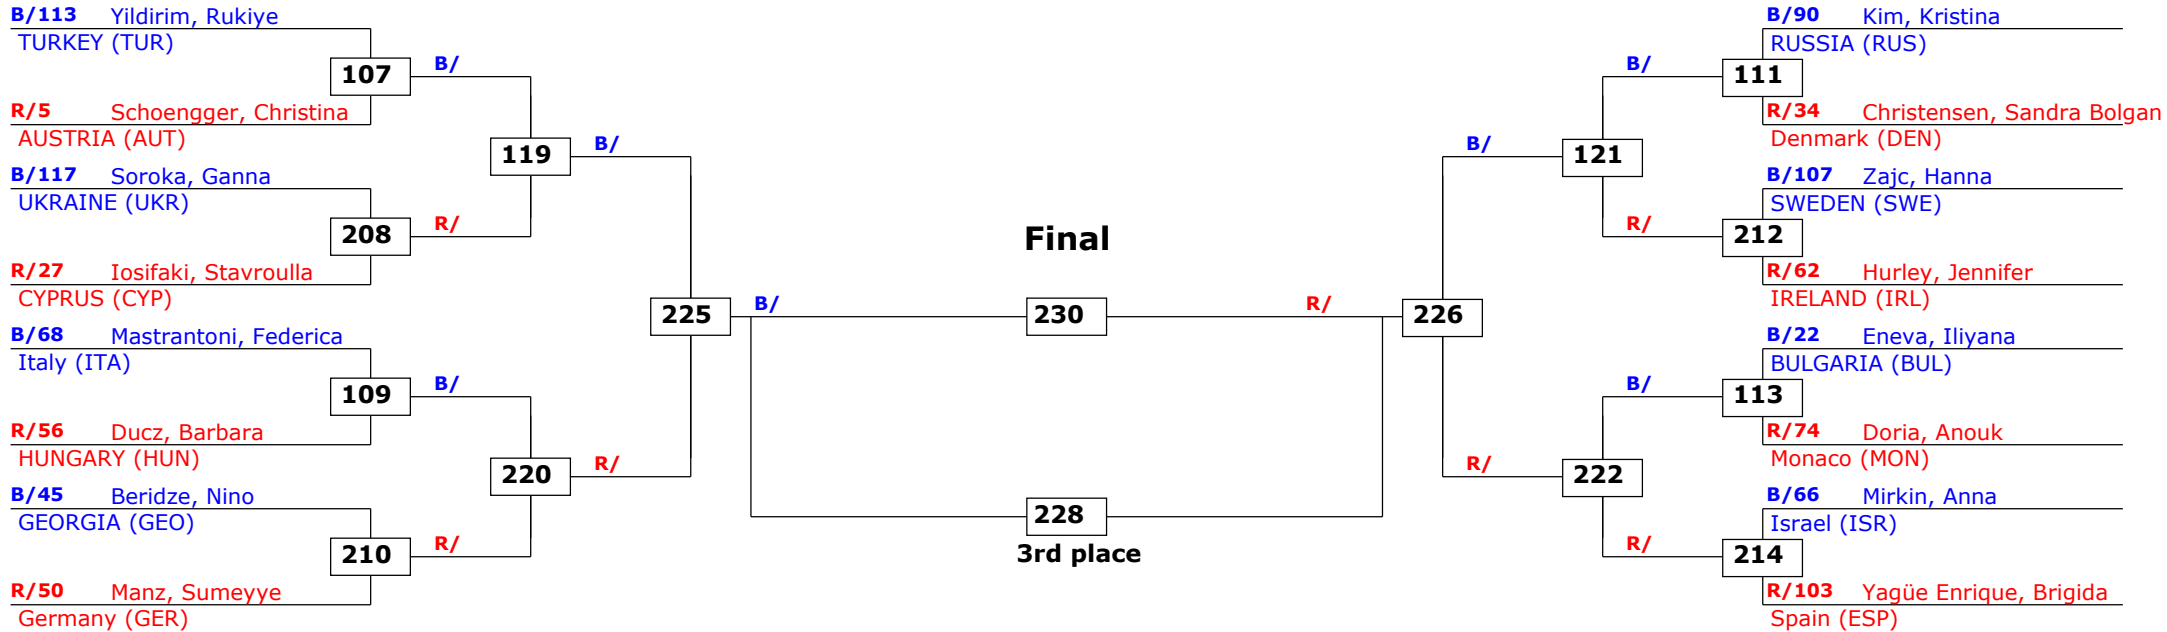 B/113 Yildirim, Rukiye
TURKEY (TUR)
107
B/
R/5 Schoengger, Christina
AUSTRIA (AUT)
119
B/
B/117 Soroka, Ganna
UKRAINE (UKR)
208
R/
R/27 Iosifaki, Stavroulla
CYPRUS (CYP)
225
B/
B/68 Mastrantoni, Federica
Italy (ITA)
109
B/
R/56 Ducz, Barbara
HUNGARY (HUN)
220
R/
B/45 Beridze, Nino
GEORGIA (GEO)
210
R/
R/50 Manz, Sumeyye
Germany (GER)
Final
230
228
3rd place
B/90 Kim, Kristina
RUSSIA (RUS)
B/
111
R/34 Christensen, Sandra Bolgan
Denmark (DEN)
B/
121
B/107 Zajc, Hanna
SWEDEN (SWE)
R/
212
R/62 Hurley, Jennifer
IRELAND (IRL)
R/
226
B/22 Eneva, Iliyana
BULGARIA (BUL)
B/
113
R/74 Doria, Anouk
Monaco (MON)
R/
222
B/66 Mirkin, Anna
Israel (ISR)
R/
214
R/103 Yagüe Enrique, Brigida
Spain (ESP)